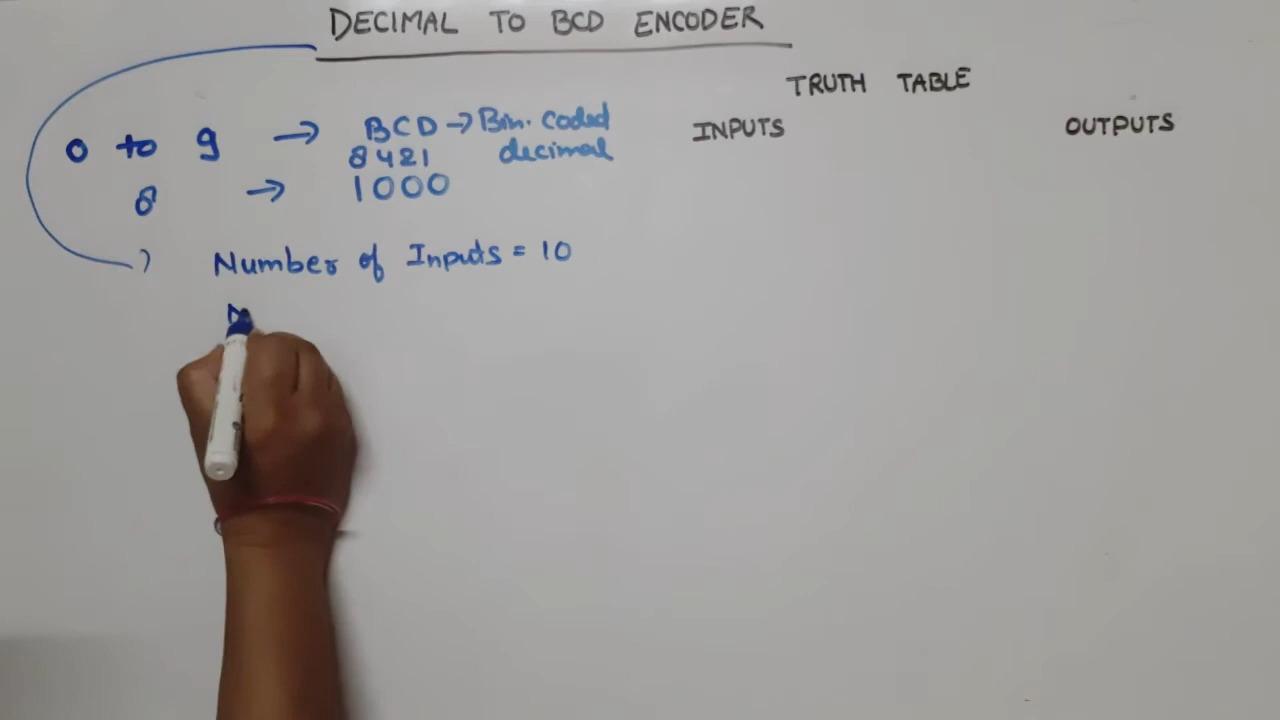 DECIMAL TO BCD ENCODER
TRUTH TABLE
INPUTS OUTPUTS
0 to 9 → BCD → Bin. coded
8421 decimal
8 → 1000
Number of Inputs = 10
N